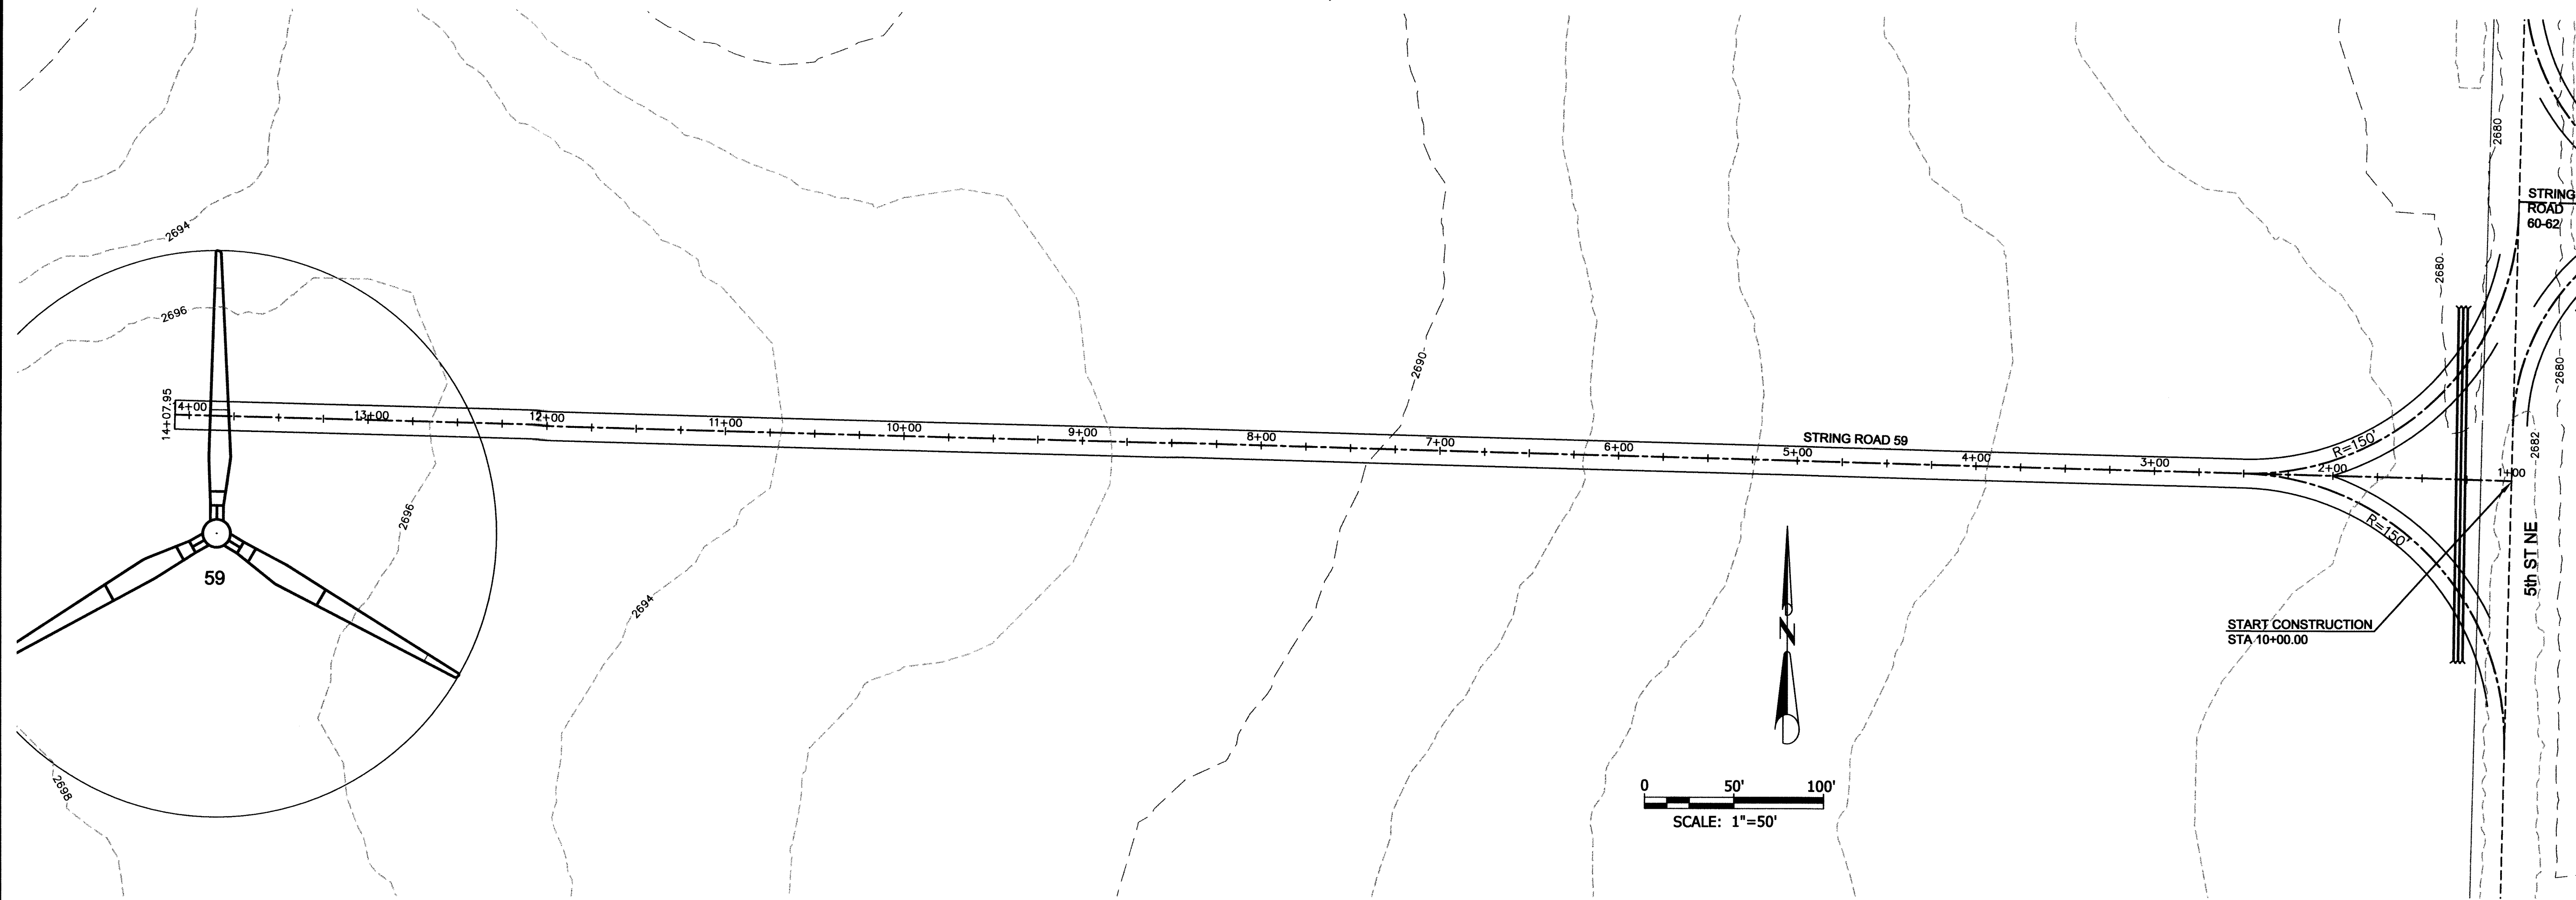 2680
STRING
ROAD
60-62
2694
2680
2696
2690
2680
14+07.95
14+00
13+00
12+00
11+00
10+00
9+00
8+00
7+00
6+00
STRING ROAD 59
5+00
4+00
3+00
R=150'
2+00
1+00
2682
2696
R=150'
5th ST NE
59
2694
N
START CONSTRUCTION
STA 10+00.00
2698
0 50' 100'
SCALE: 1"=50'